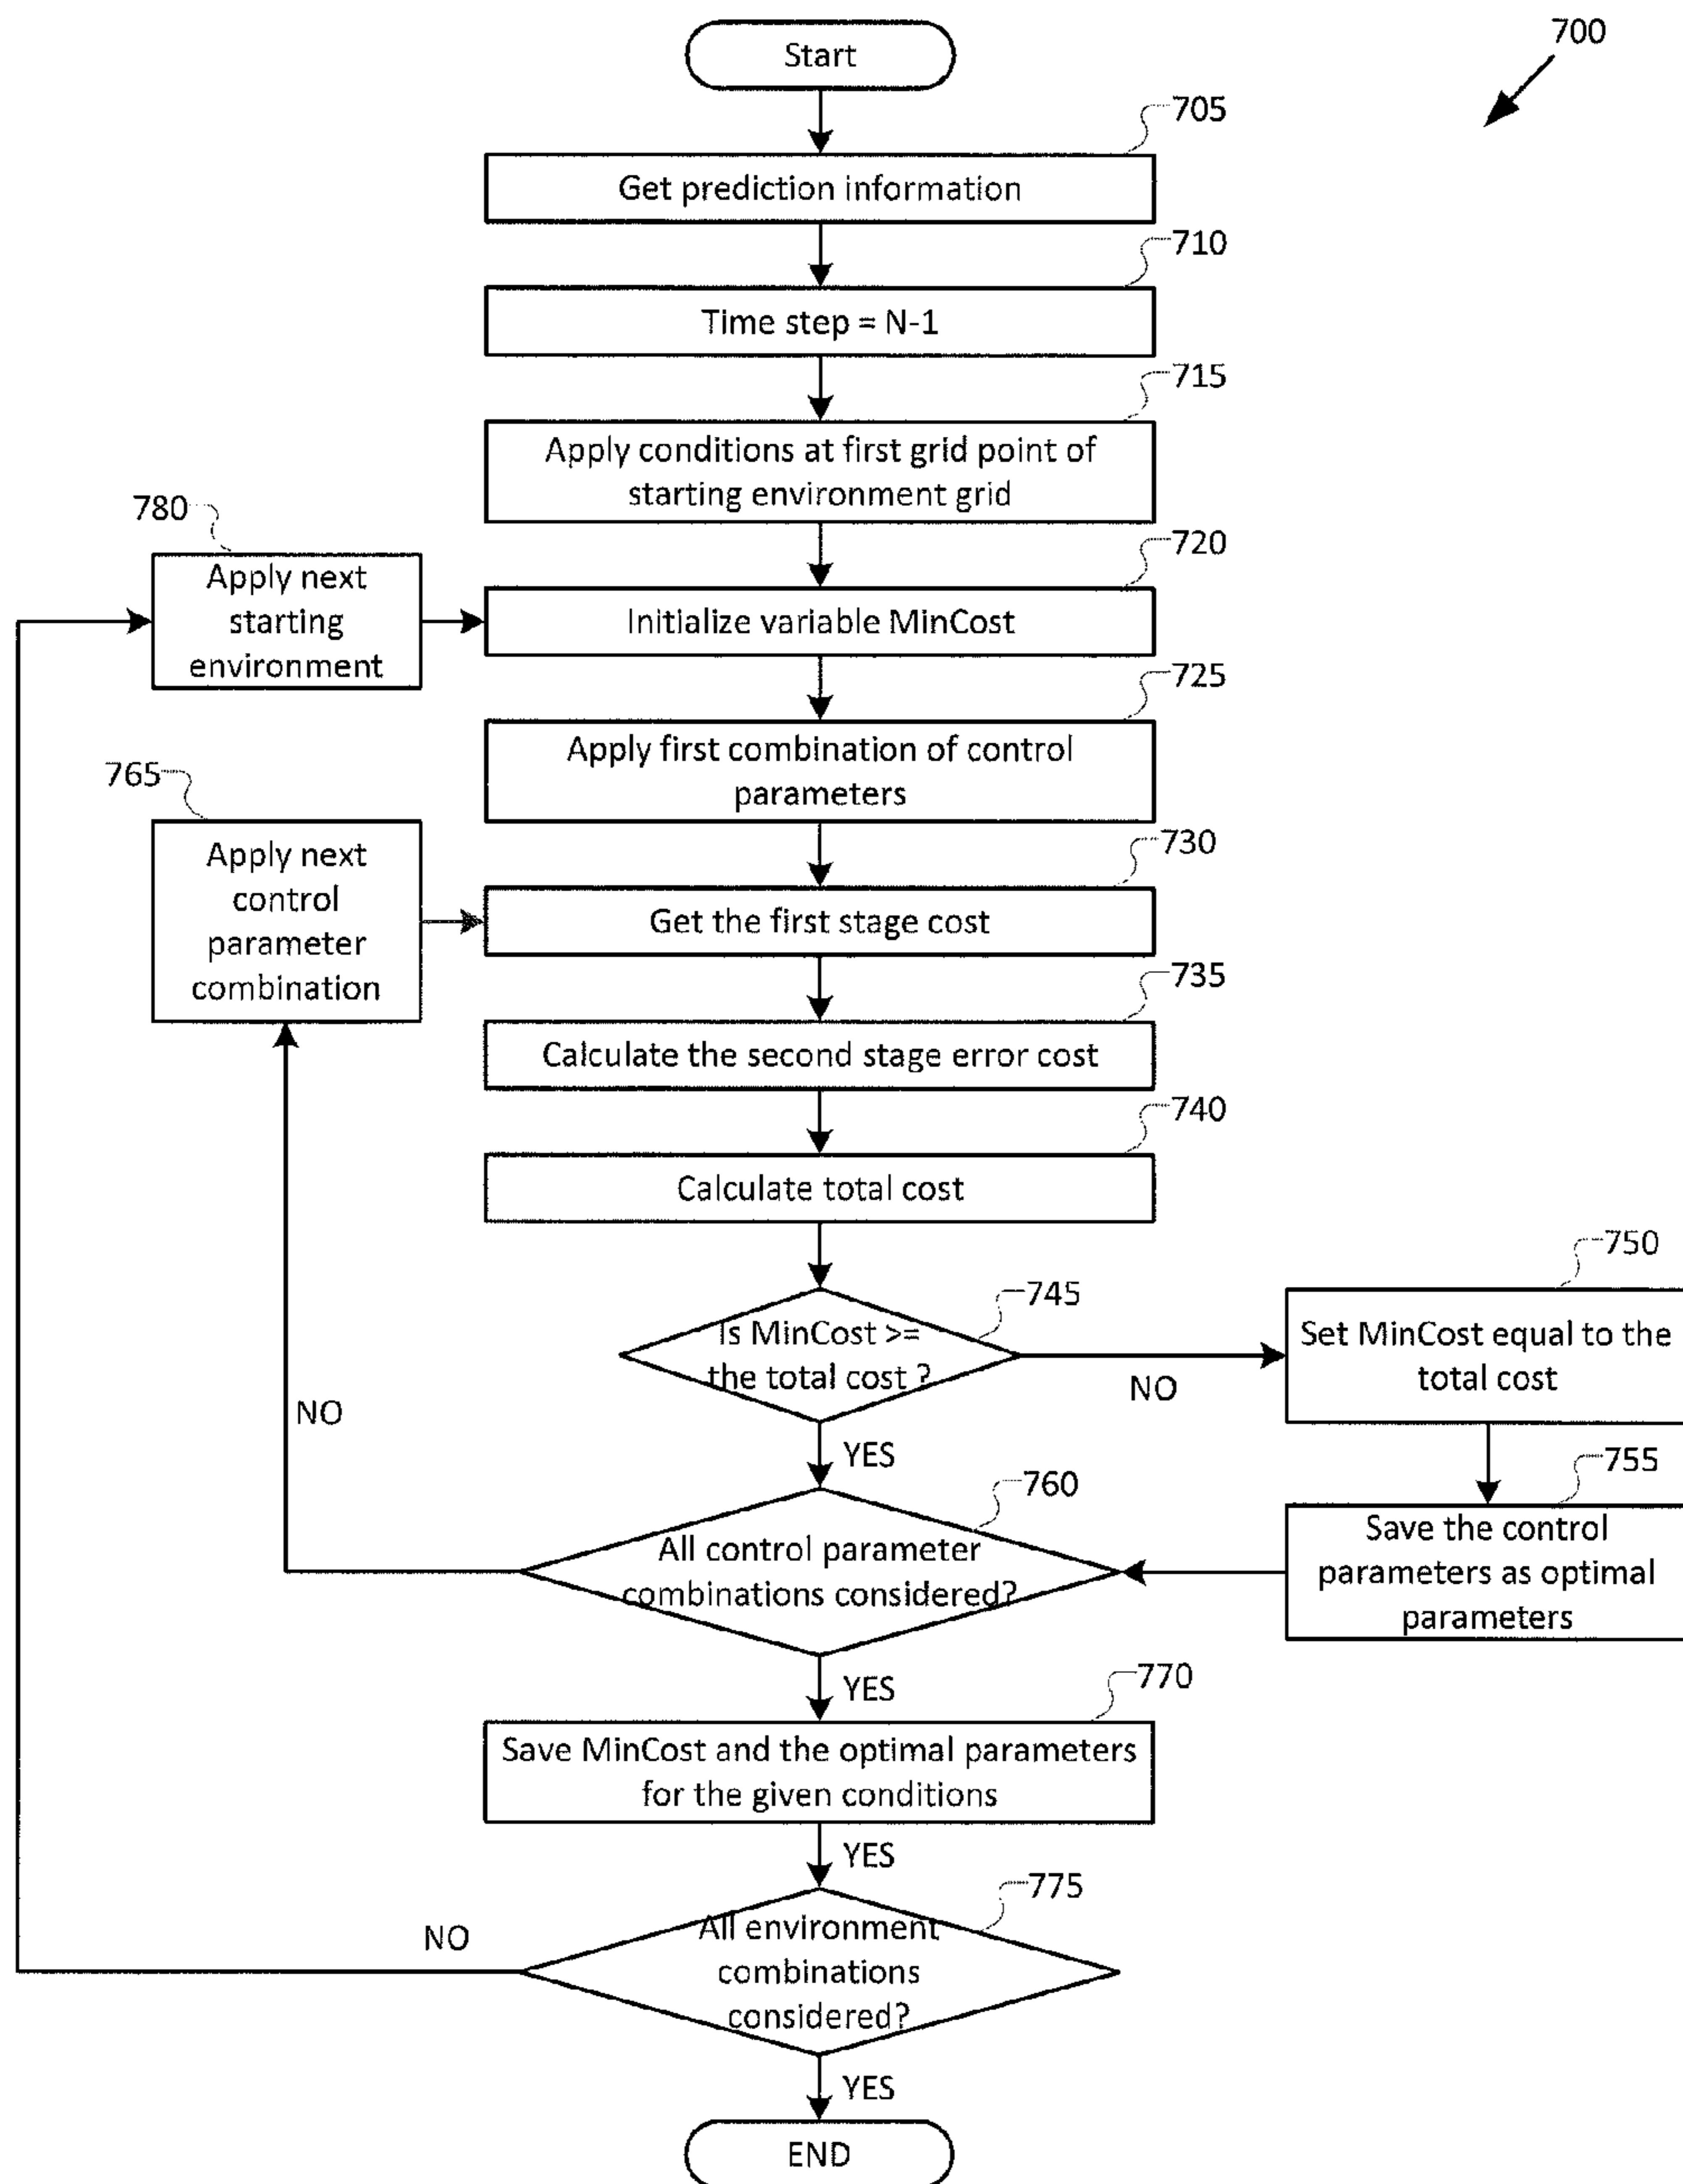 Start
700
705
Get prediction information
710
Time step = N-1
715
Apply conditions at first grid point of
starting environment grid
780
Apply next
starting
environment
720
Initialize variable MinCost
725
Apply first combination of control
parameters
765
Apply next
control
parameter
combination
730
Get the first stage cost
735
Calculate the second stage error cost
740
Calculate total cost
745
Is MinCost >=
the total cost ?
NO
750
Set MinCost equal to the
total cost
NO
YES
755
Save the control
parameters as optimal
parameters
760
All control parameter
combinations considered?
YES
770
Save MinCost and the optimal parameters
for the given conditions
YES
775
All environment
combinations
considered?
NO
YES
END